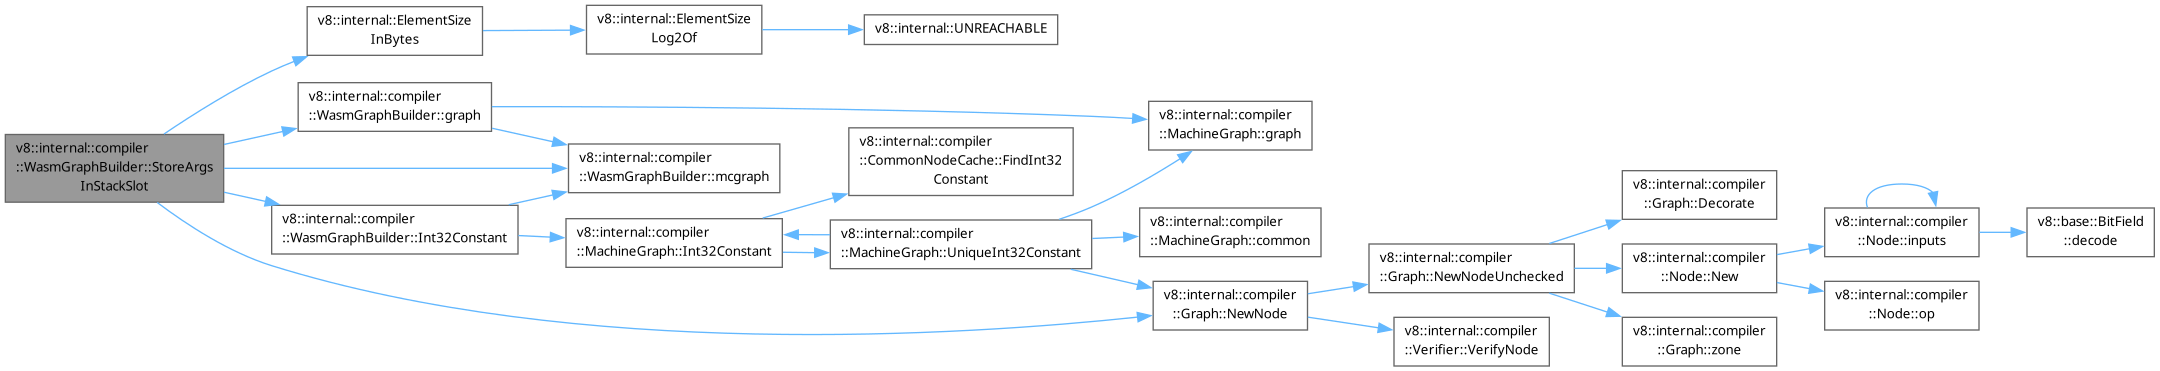 v8::internal::compiler
::WasmGraphBuilder::StoreArgs
InStackSlot
v8::internal::ElementSize
InBytes
v8::internal::ElementSize
Log2Of
v8::internal::UNREACHABLE
v8::internal::compiler
::WasmGraphBuilder::graph
v8::internal::compiler
::MachineGraph::graph
v8::internal::compiler
::WasmGraphBuilder::mcgraph
v8::internal::compiler
::WasmGraphBuilder::Int32Constant
v8::internal::compiler
::MachineGraph::Int32Constant
v8::internal::compiler
::CommonNodeCache::FindInt32
Constant
v8::internal::compiler
::MachineGraph::UniqueInt32Constant
v8::internal::compiler
::MachineGraph::common
v8::internal::compiler
::Graph::NewNode
v8::internal::compiler
::Graph::NewNodeUnchecked
v8::internal::compiler
::Verifier::VerifyNode
v8::internal::compiler
::Graph::Decorate
v8::internal::compiler
::Node::New
v8::internal::compiler
::Graph::zone
v8::internal::compiler
::Node::inputs
v8::internal::compiler
::Node::op
v8::base::BitField
::decode